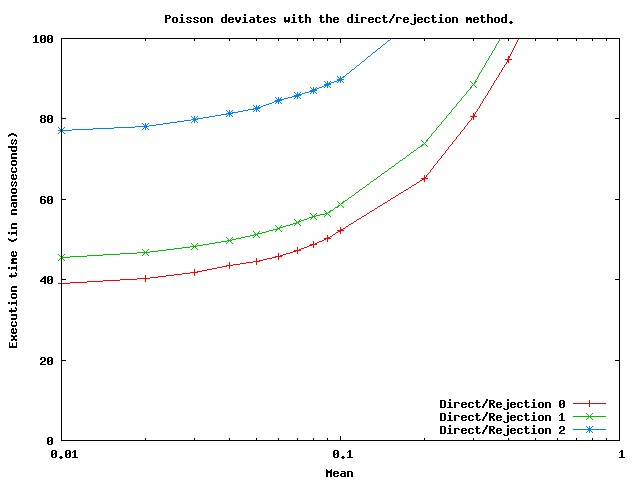 Poisson deviates with the direct/rejection method.
100
80
60
40
20
0
Execution time (in nanoseconds)
Direct/Rejection 0
Direct/Rejection 1
Direct/Rejection 2
0.01 0.1 1
Mean